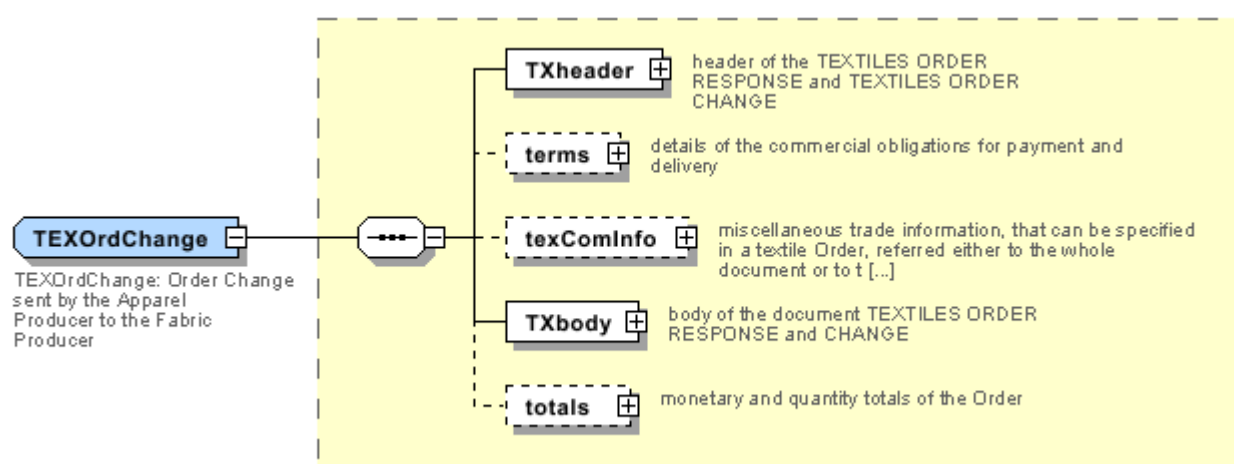 TXheader
header of the TEXTILES ORDER
RESPONSE and TEXTILES ORDER
CHANGE
terms
details of the commercial obligations for payment and
delivery
TEXOrdChange
TEXOrdChange: Order Change
sent by the Apparel
Producer to the Fabric
Producer
texComInfo
miscellaneous trade information, that can be specified
in a textile Order, referred either to the whole
document or to t [...]
TXbody
body of the document TEXTILES ORDER
RESPONSE and CHANGE
totals
monetary and quantity totals of the Order